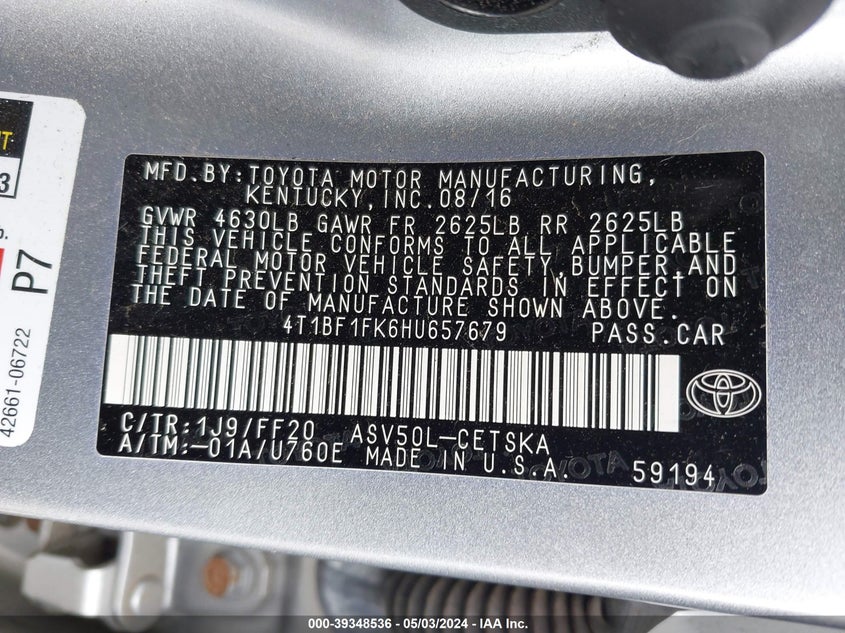 MFD.BY:TOYOTA MOTOR MANUFACTURING,
KENTUCKY,INC.08/16
GVWR 4630LB GAWR FR 2625LB RR 2625LB
THIS VEHICLE CONFORMS TO ALL APPLICABLE
FEDERAL MOTOR VEHICLE SAFETY,BUMPER,AND
THEFT PREVENTION STANDARDS IN EFFECT ON
THE DATE OF MANUFACTURE SHOWN ABOVE.
4T1BF1FK6HU657679 PASS.CAR
C/TR:1J9/FF20 ASV50L-CETSKA
A/TM:-01A/U760E MADE IN U.S.A. 59194
P7
42661-06722
000-39348536 - 05/03/2024 - IAA Inc.